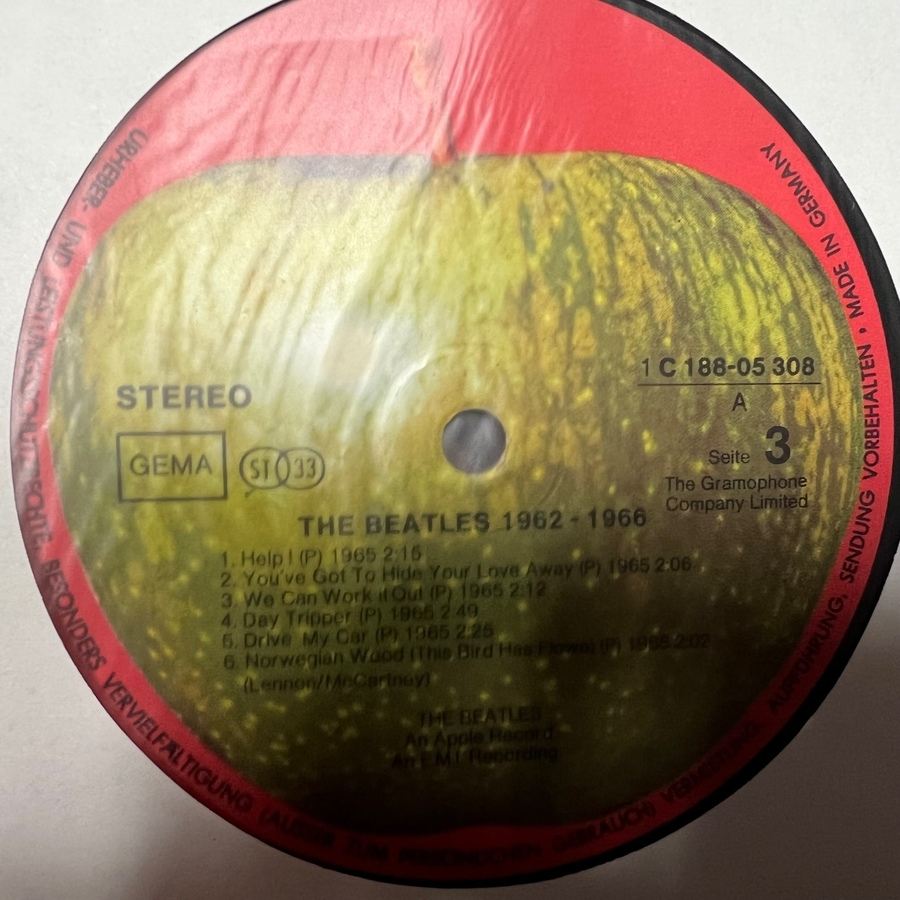 URHEBER- UND LEISTUNGSSCHUTZRECHTE, BESONDERS VERVIELFÄLTIGUNG (AUSSER ZUM PERSÖNLICHEN GEBRAUCH) VERMIETUNG, AUFFÜHRUNG, SENDUNG VORBEHALTEN • MADE IN GERMANY
STEREO
GEMA
ST 33
1 C 188-05 308
A
Seite 3
The Gramophone
Company Limited
THE BEATLES 1962 - 1966
1. Help! (P) 1965 2:16
2. You've Got To Hide Your Love Away (P) 1965 2:06
3. We Can Work it Out (P) 1965 2:12
4. Day Tripper (P) 1965 2:49
5. Drive My Car (P) 1965 2:25
6. Norwegian Wood (This Bird Has Flown) (P) 1965 2:02
(Lennon/McCartney)
THE BEATLES
An Apple Record
An E.M.I. Recording